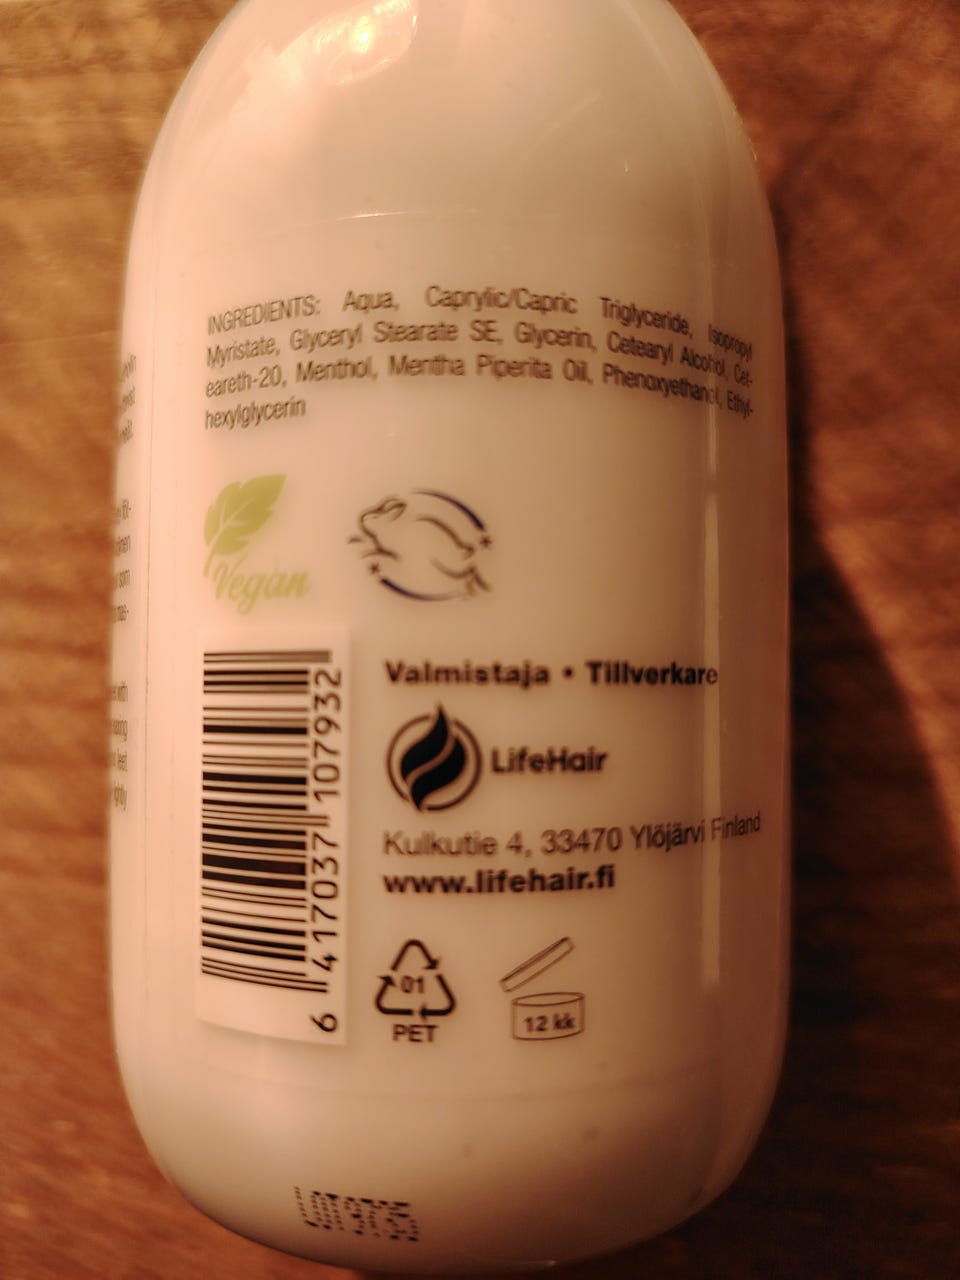 INGREDIENTS: Aqua, Caprylic/Capric Triglyceride, Isopropyl
Myristate, Glyceryl Stearate SE, Glycerin, Cetearyl Alcohol, Cet-
eareth-20, Menthol, Mentha Piperita Oil, Phenoxyethanol, Ethyl-
hexylglycerin
Vegan
6 417037 107932
Valmistaja • Tillverkare
LifeHair
Kulkutie 4, 33470 Ylöjärvi Finland
www.lifehair.fi
01
PET
12 kk